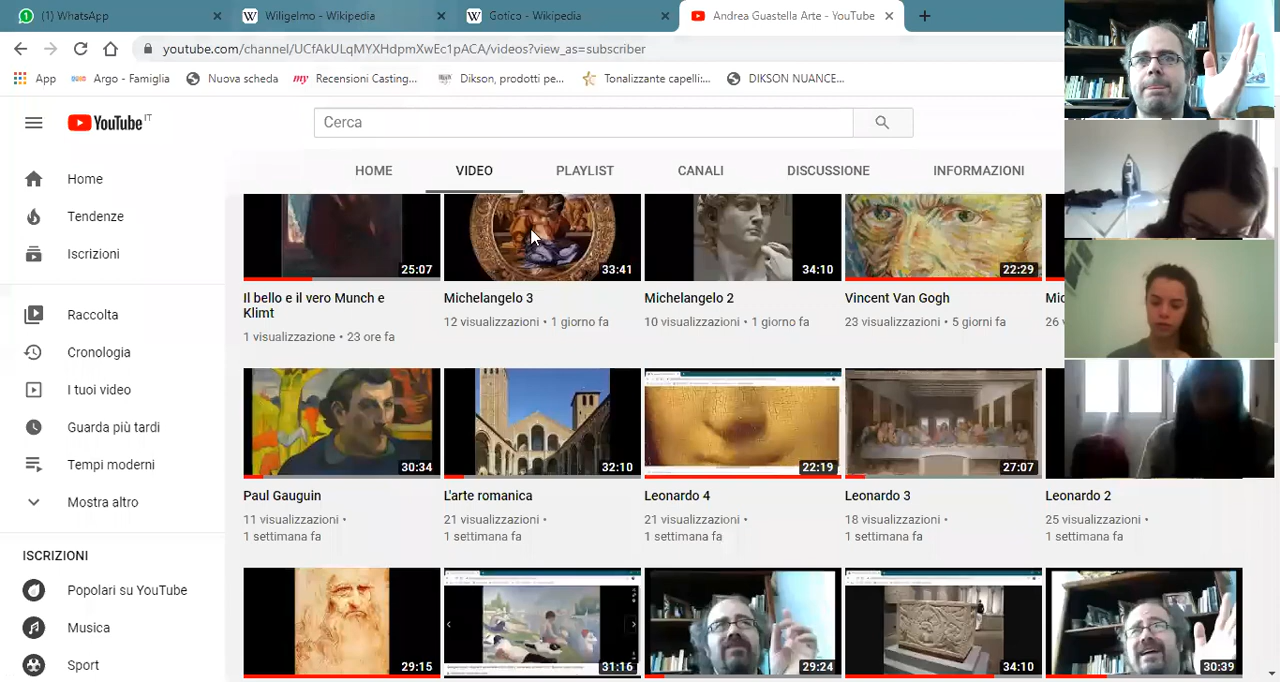 (1) WhatsApp
Wiligelmo - Wikipedia
Gotico - Wikipedia
Andrea Guastella Arte - YouTube
youtube.com/channel/UCfAkULqMYXHdpmXwEc1pACA/videos?view_as=subscriber
App
Argo - Famiglia
Nuova scheda
my Recensioni Casting...
Dikson, prodotti pe...
Tonalizzante capelli:...
DIKSON NUANCE...
YouTube IT
Cerca
HOME
VIDEO
PLAYLIST
CANALI
DISCUSSIONE
INFORMAZIONI
Home
Tendenze
Iscrizioni
Raccolta
Cronologia
I tuoi video
Guarda più tardi
Tempi moderni
Mostra altro
ISCRIZIONI
Popolari su YouTube
Musica
Sport
25:07
33:41
34:10
22:29
Il bello e il vero Munch e
Klimt
1 visualizzazione • 23 ore fa
Michelangelo 3
12 visualizzazioni • 1 giorno fa
Michelangelo 2
10 visualizzazioni • 1 giorno fa
Vincent Van Gogh
23 visualizzazioni • 5 giorni fa
Mic
26 v
30:34
32:10
22:19
27:07
Paul Gauguin
11 visualizzazioni •
1 settimana fa
L'arte romanica
21 visualizzazioni •
1 settimana fa
Leonardo 4
21 visualizzazioni •
1 settimana fa
Leonardo 3
18 visualizzazioni •
1 settimana fa
Leonardo 2
25 visualizzazioni •
1 settimana fa
29:15
31:16
29:24
34:10
30:39